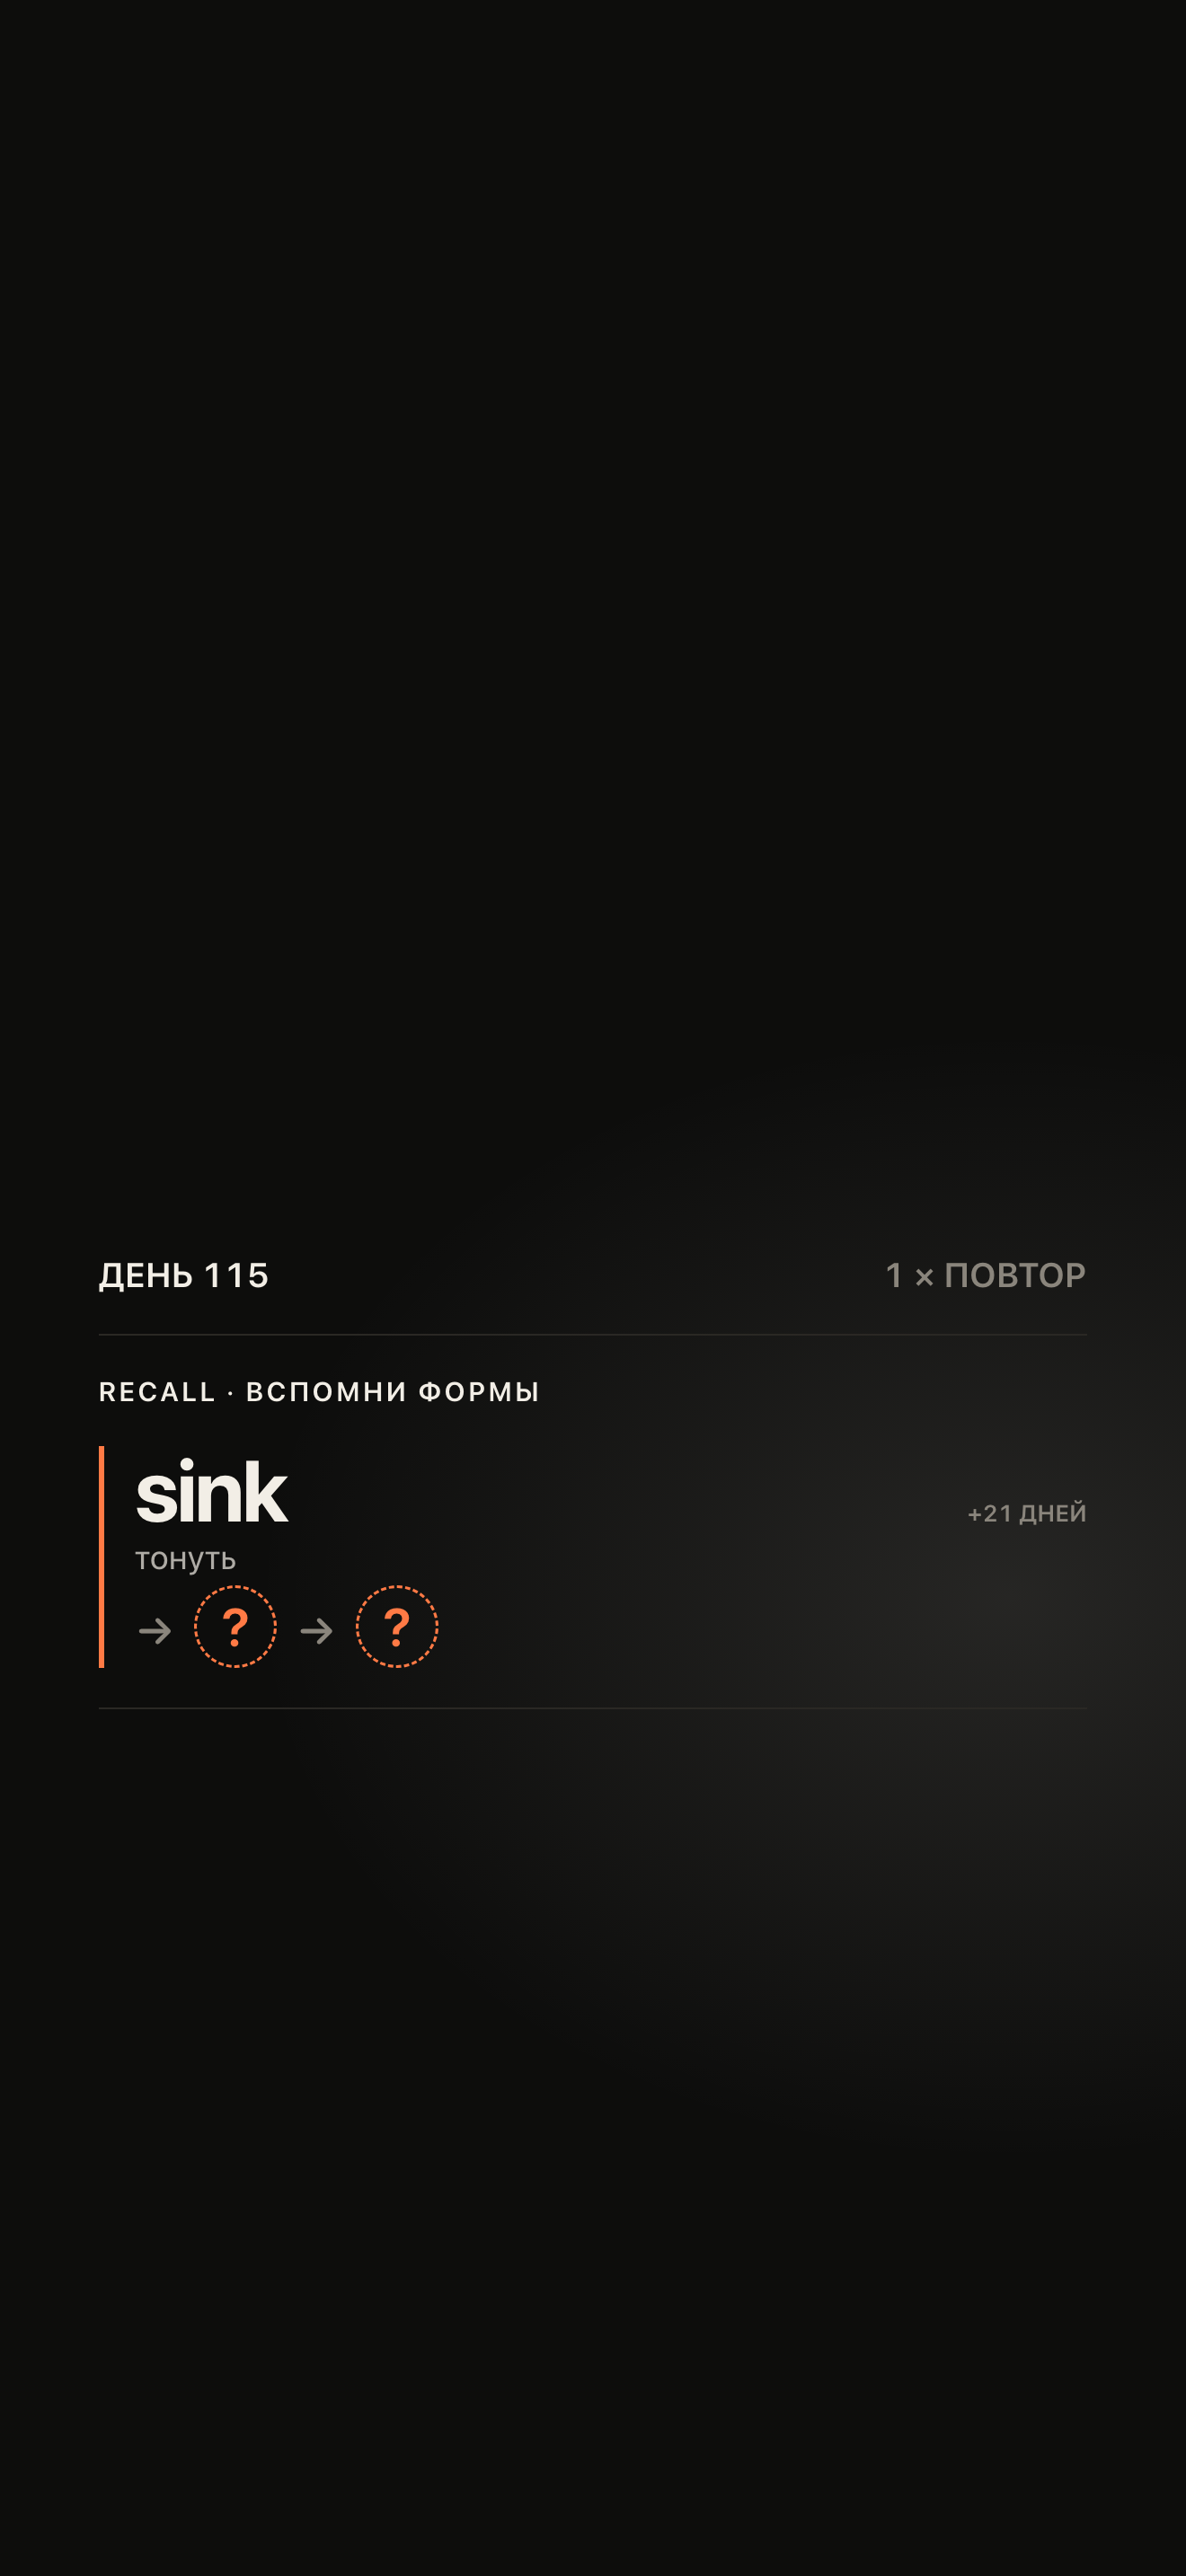 ДЕНЬ 115
1 × ПОВТОР
RECALL · ВСПОМНИ ФОРМЫ
sink
+21 ДНЕЙ
тонуть
→ ? → ?